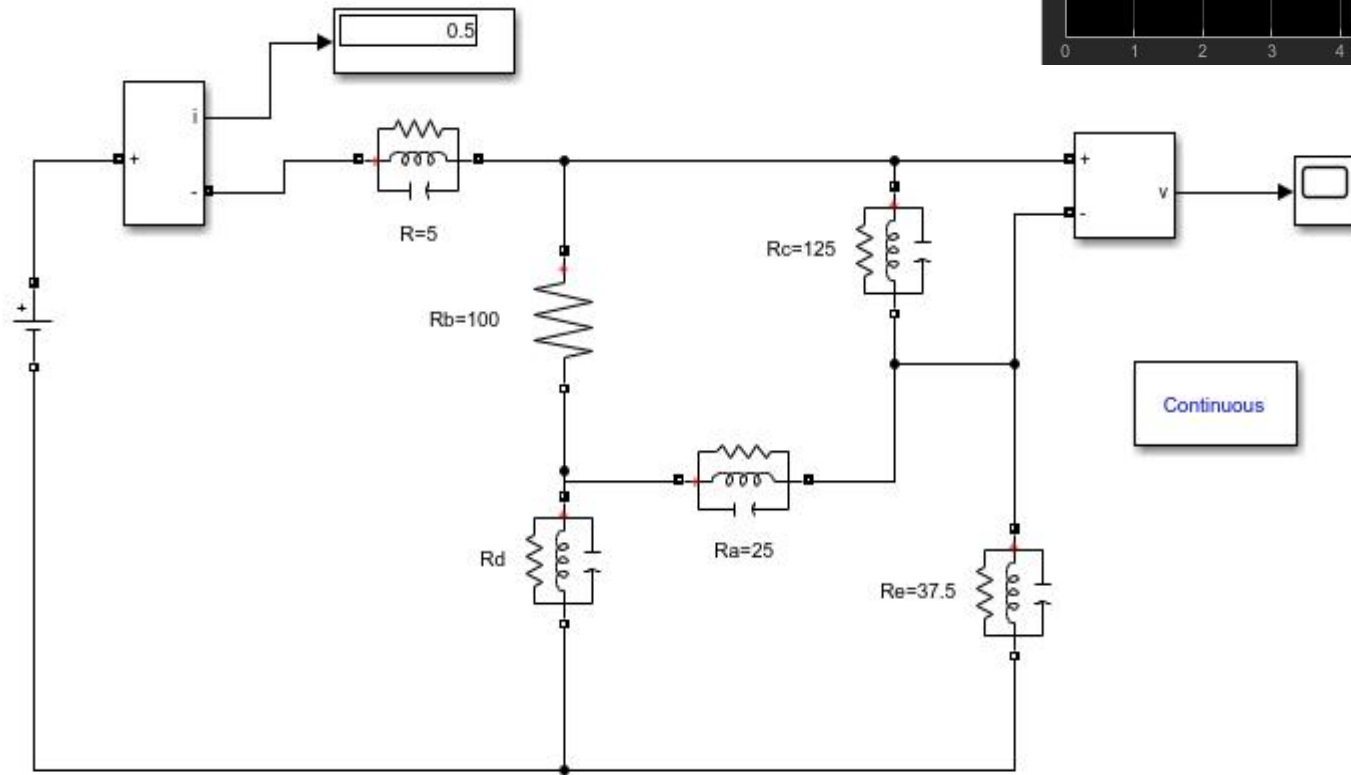 0.5
0 1 2 3 4
i
+
-
+
-
v
R=5
Rc=125
+
Rb=100
Continuous
Rd
Ra=25
Re=37.5